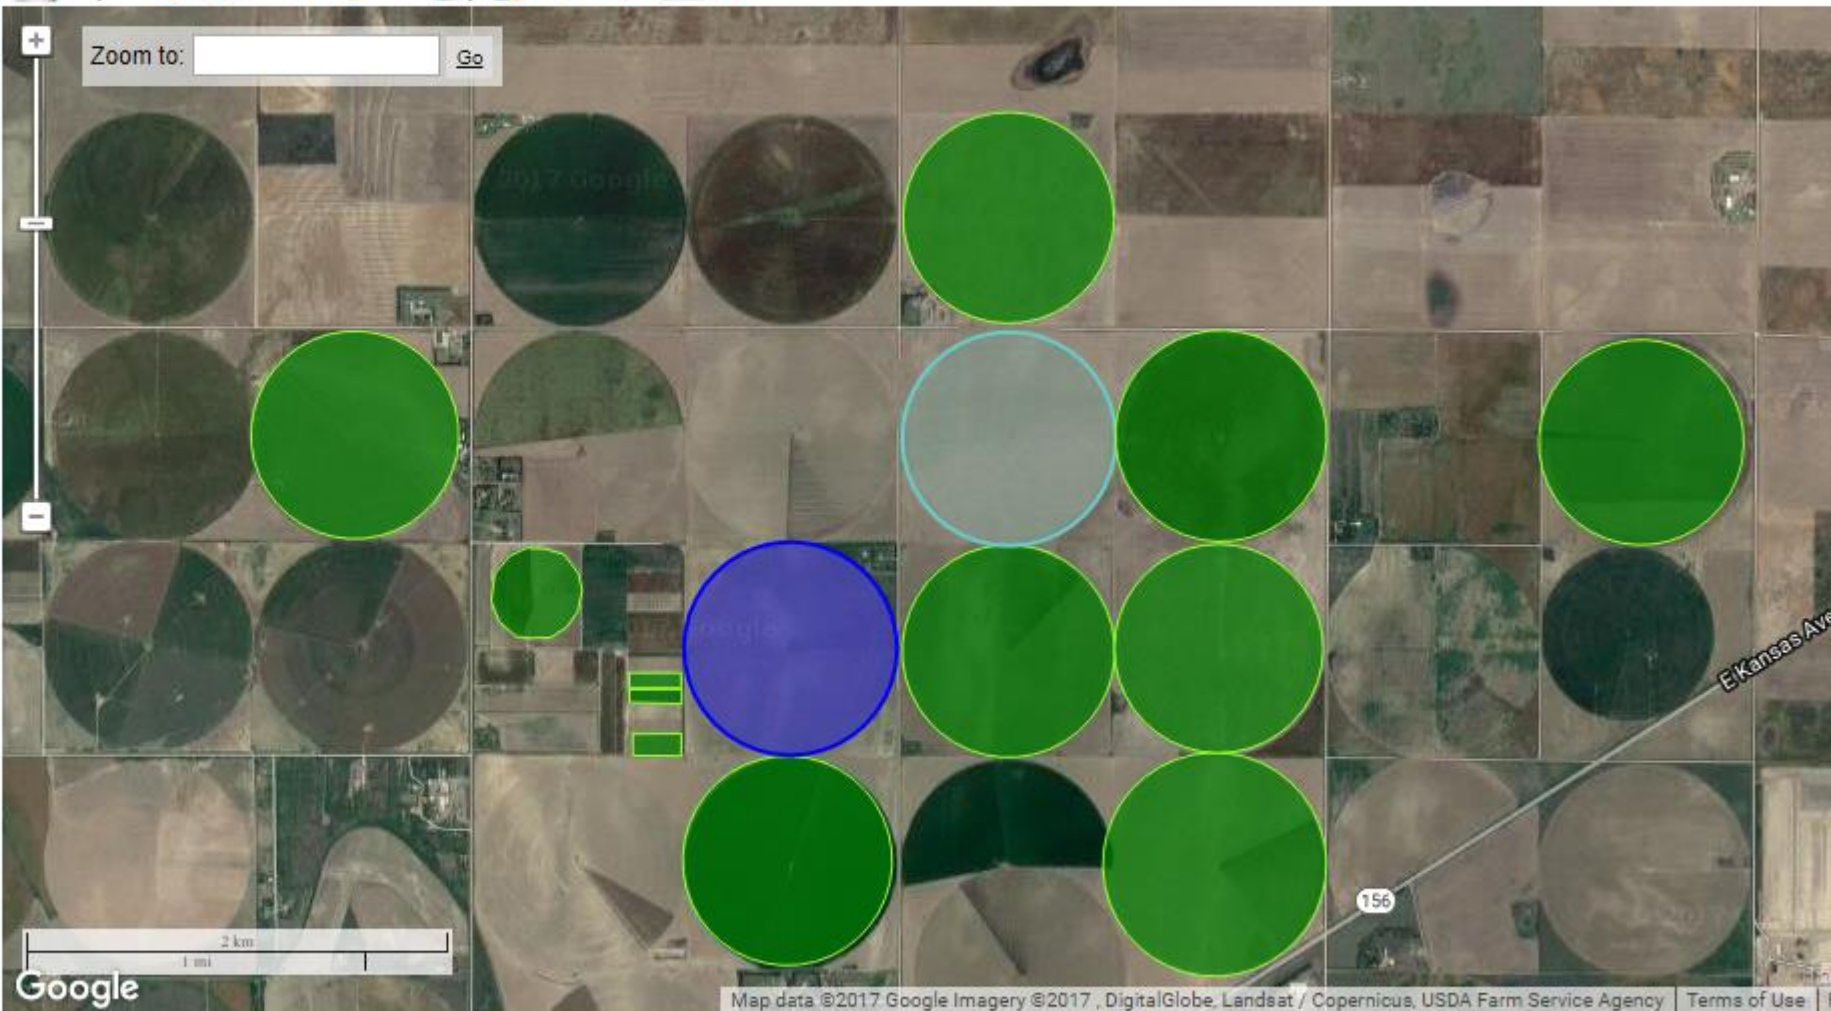 +
Zoom to:
Go
2017 Google
−
E Kansas Ave
156
2 km
1 mi
Google
Map data ©2017 Google Imagery ©2017 , DigitalGlobe, Landsat / Copernicus, USDA Farm Service Agency
Terms of Use